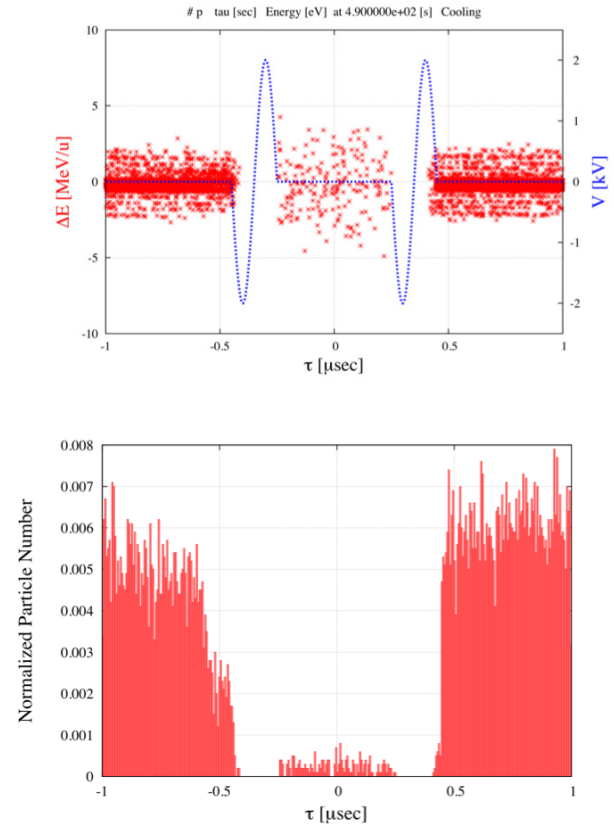 # p tau [sec] Energy [eV] at 4.900000e+02 [s] Cooling
10
5
0
-5
-10
ΔE [MeV/u]
2
1
0
-1
-2
V [kV]
-1 -0.5 0 0.5 1
τ [μsec]
0.008
0.007
0.006
0.005
0.004
0.003
0.002
0.001
0
Normalized Particle Number
-1 -0.5 0 0.5 1
τ [μsec]